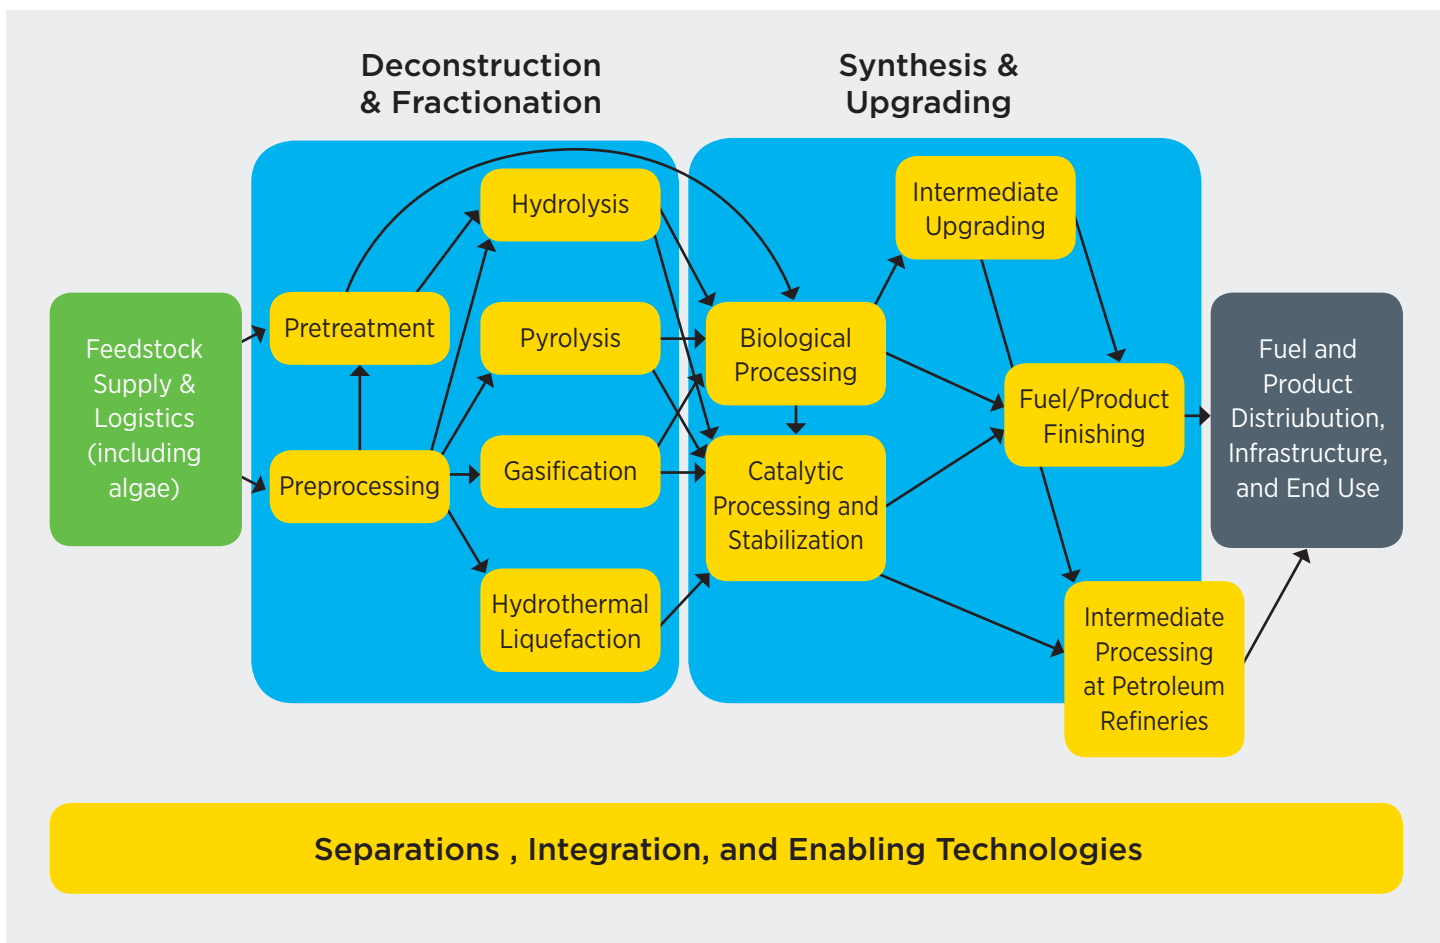 Deconstruction
& Fractionation
Synthesis &
Upgrading
Feedstock
Supply &
Logistics
(including
algae)
Pretreatment
Preprocessing
Hydrolysis
Pyrolysis
Gasification
Hydrothermal
Liquefaction
Biological
Processing
Catalytic
Processing and
Stabilization
Intermediate
Upgrading
Fuel/Product
Finishing
Intermediate
Processing
at Petroleum
Refineries
Fuel and
Product
Distriubution,
Infrastructure,
and End Use
Separations , Integration, and Enabling Technologies